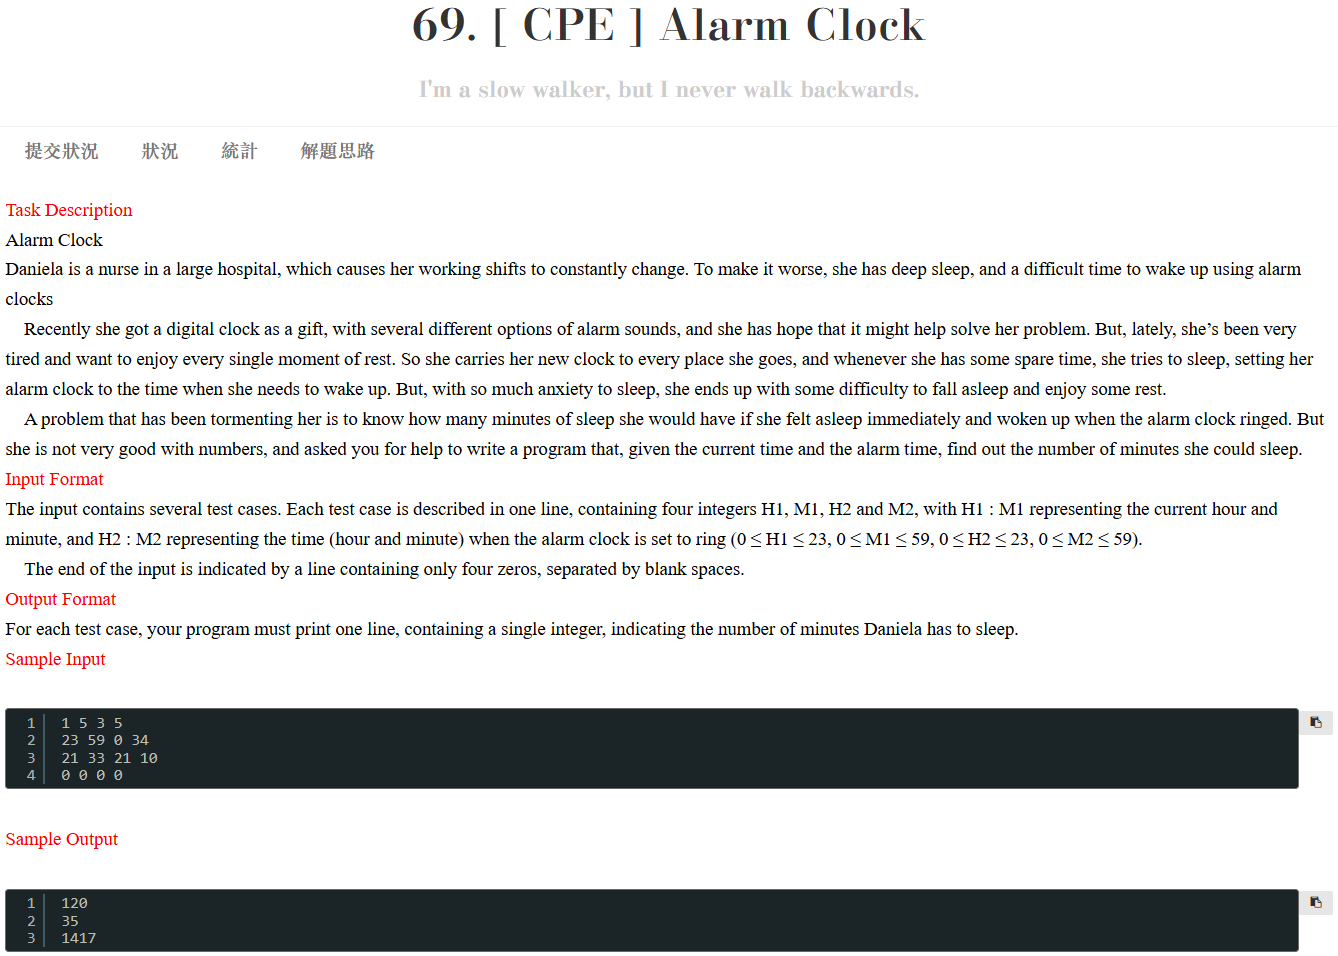 69. [ CPE ] Alarm Clock
I'm a slow walker, but I never walk backwards.
提交狀況 狀況 統計 解題思路
Task Description
Alarm Clock
Daniela is a nurse in a large hospital, which causes her working shifts to constantly change. To make it worse, she has deep sleep, and a difficult time to wake up using alarm
clocks
Recently she got a digital clock as a gift, with several different options of alarm sounds, and she has hope that it might help solve her problem. But, lately, she’s been very
tired and want to enjoy every single moment of rest. So she carries her new clock to every place she goes, and whenever she has some spare time, she tries to sleep, setting her
alarm clock to the time when she needs to wake up. But, with so much anxiety to sleep, she ends up with some difficulty to fall asleep and enjoy some rest.
A problem that has been tormenting her is to know how many minutes of sleep she would have if she felt asleep immediately and woken up when the alarm clock ringed. But
she is not very good with numbers, and asked you for help to write a program that, given the current time and the alarm time, find out the number of minutes she could sleep.
Input Format
The input contains several test cases. Each test case is described in one line, containing four integers H1, M1, H2 and M2, with H1 : M1 representing the current hour and
minute, and H2 : M2 representing the time (hour and minute) when the alarm clock is set to ring (0 ≤ H1 ≤ 23, 0 ≤ M1 ≤ 59, 0 ≤ H2 ≤ 23, 0 ≤ M2 ≤ 59).
The end of the input is indicated by a line containing only four zeros, separated by blank spaces.
Output Format
For each test case, your program must print one line, containing a single integer, indicating the number of minutes Daniela has to sleep.
Sample Input
1 1 5 3 5
2 23 59 0 34
3 21 33 21 10
4 0 0 0 0
Sample Output
1 120
2 35
3 1417